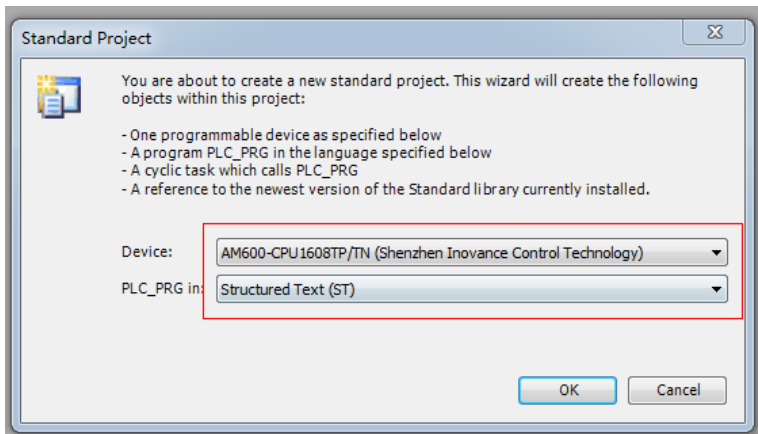 Standard Project
You are about to create a new standard project. This wizard will create the following
objects within this project:
- One programmable device as specified below
- A program PLC_PRG in the language specified below
- A cyclic task which calls PLC_PRG
- A reference to the newest version of the Standard library currently installed.
Device: AM600-CPU1608TP/TN (Shenzhen Inovance Control Technology)
PLC_PRG in: Structured Text (ST)
OK Cancel